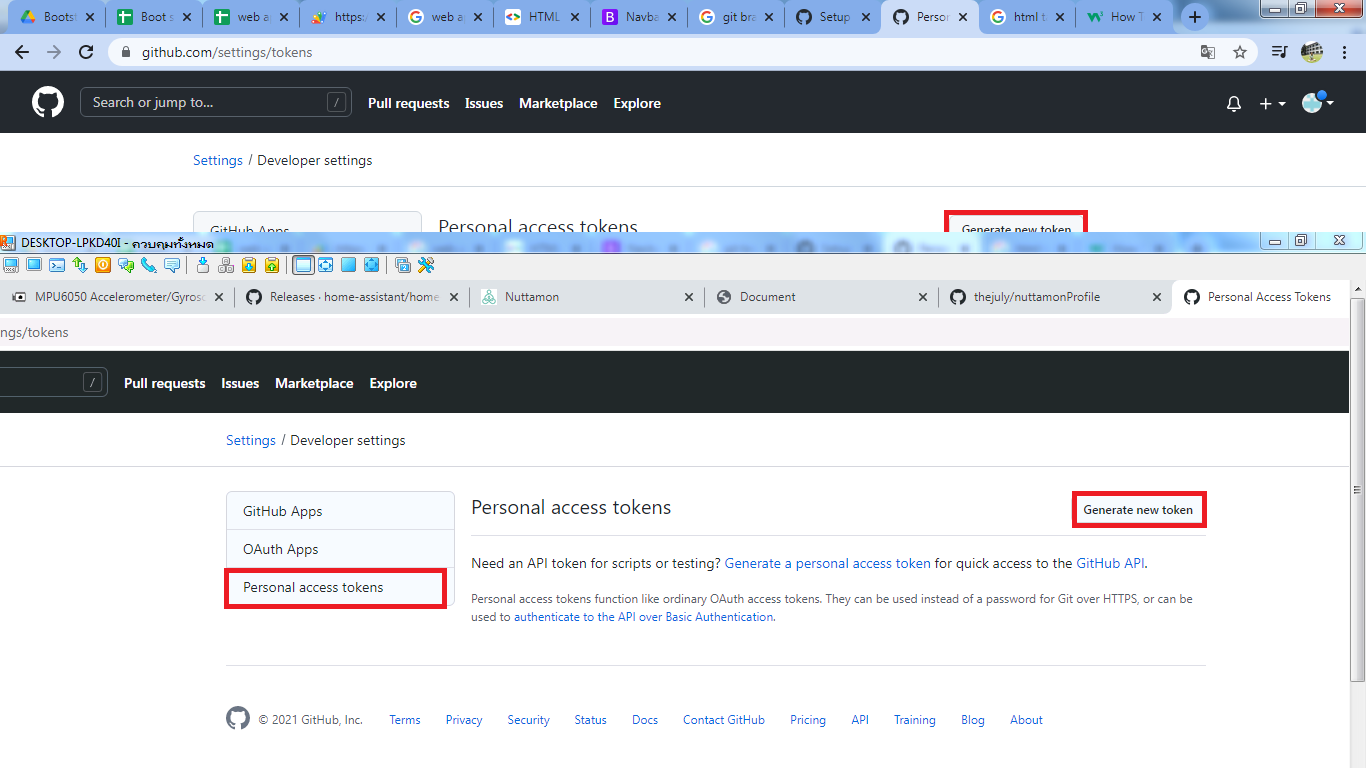 Boots
Boot s
web a
https:/
web a
HTML
Navba
git bra
Setup
Perso
html t
How T
github.com/settings/tokens
Search or jump to...
/
Pull requests
Issues
Marketplace
Explore
Settings / Developer settings
GitHub Apps
Personal access tokens
Generate new token
DESKTOP-LPKD40I - ควบคุมทั้งหมด
MPU6050 Accelerometer/Gyrosc
Releases · home-assistant/home
Nuttamon
Document
thejuly/nuttamonProfile
Personal Access Tokens
ngs/tokens
/
Pull requests
Issues
Marketplace
Explore
Settings / Developer settings
GitHub Apps
OAuth Apps
Personal access tokens
Personal access tokens
Generate new token
Need an API token for scripts or testing? Generate a personal access token for quick access to the GitHub API.
Personal access tokens function like ordinary OAuth access tokens. They can be used instead of a password for Git over HTTPS, or can be
used to authenticate to the API over Basic Authentication.
© 2021 GitHub, Inc.
Terms
Privacy
Security
Status
Docs
Contact GitHub
Pricing
API
Training
Blog
About